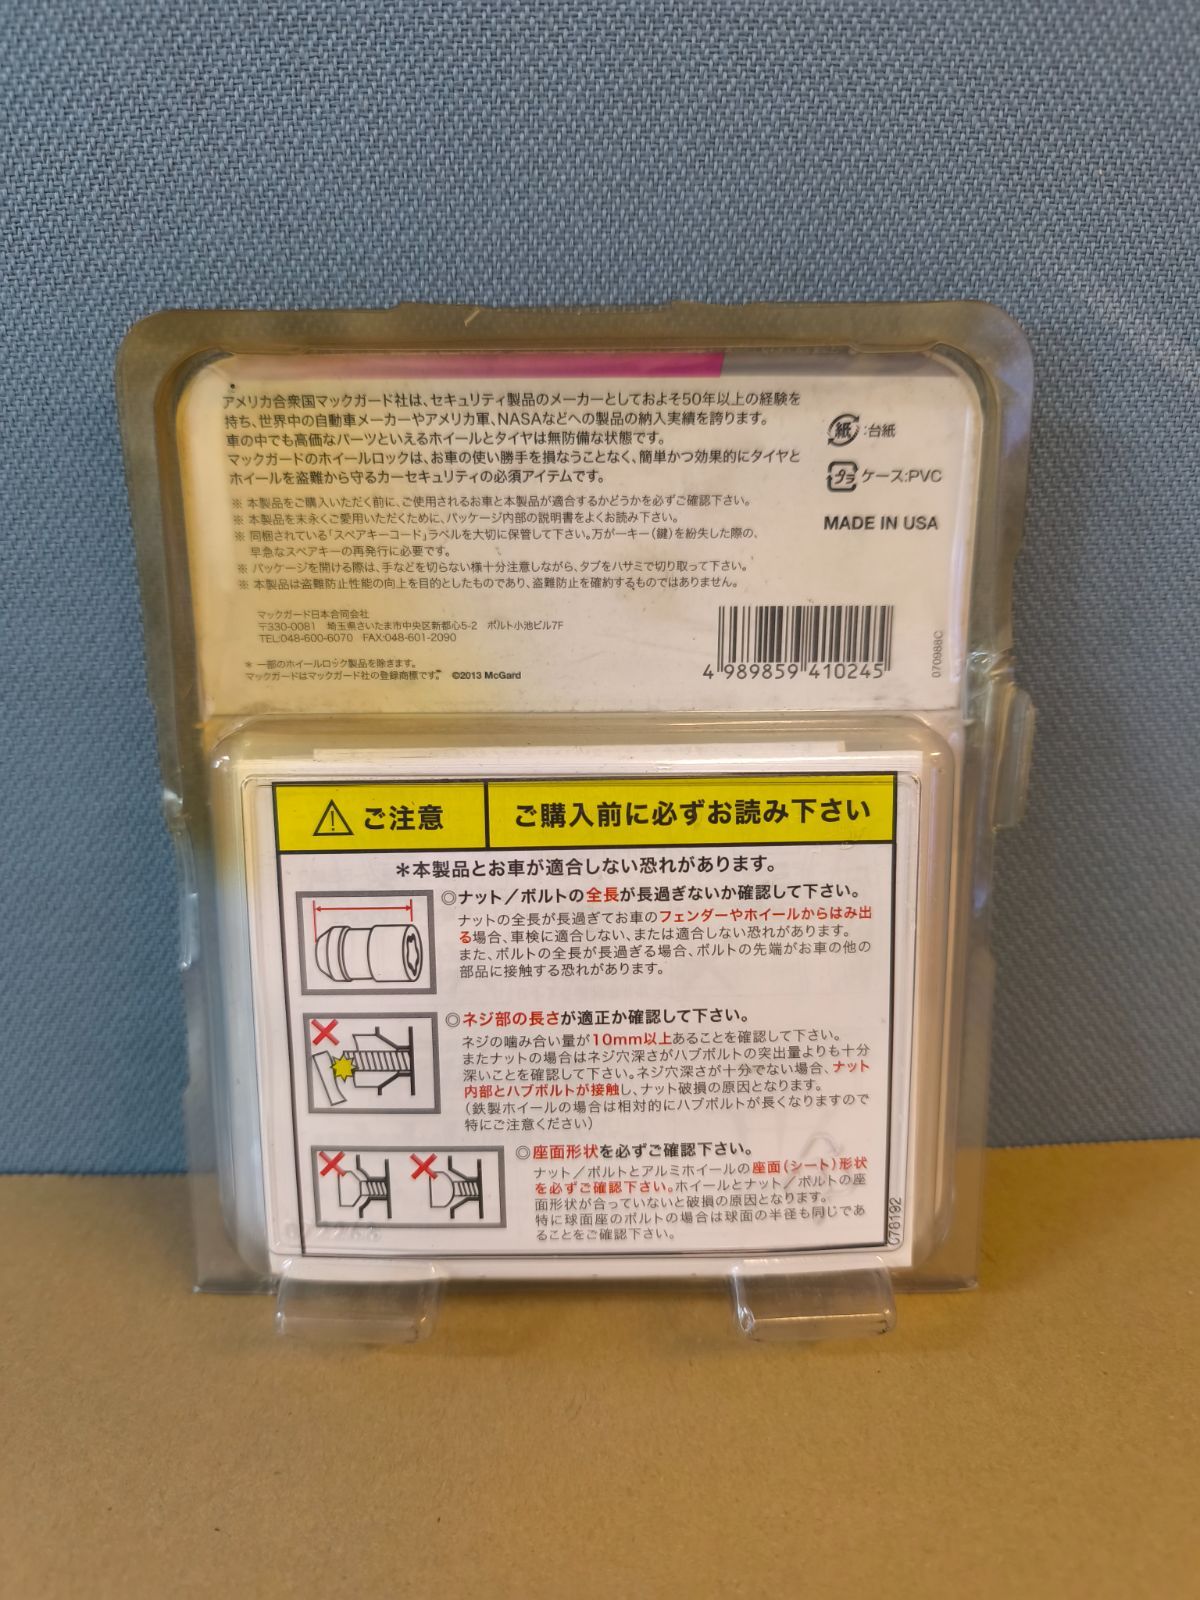 アメリカ合衆国マックガード社は、セキュリティ製品のメーカーとしておよそ50年以上の経験を
持ち、世界中の自動車メーカーやアメリカ軍、NASAなどへの製品の納入実績を誇ります。
車の中でも高価なパーツといえるホイールとタイヤは無防備な状態です。
マックガードのホイールロックは、お車の使い勝手を損なうことなく、簡単かつ効果的にタイヤと
ホイールを盗難から守るカーセキュリティの必須アイテムです。
※ 本製品をご購入いただく前に、ご使用されるお車と本製品が適合するかどうかを必ずご確認下さい。
※ 本製品を末永くご愛用いただくために、パッケージ内部の説明書をよくお読み下さい。
※ 同梱されている「スペアキーコード」ラベルを大切に保管して下さい。万が一キー(鍵)を紛失した際の、
早急なスペアキーの再発行に必要です。
※ パッケージを開ける際は、手などを切らない様十分注意しながら、タブをハサミで切り取って下さい。
※ 本製品は盗難防止性能の向上を目的としたものであり、盗難防止を確約するものではありません。
マックガード日本合同会社
〒330-0081 埼玉県さいたま市中央区新都心5-2 ポルト小池ビル7F
TEL:048-600-6070 FAX:048-601-2090
* 一部のホイールロック製品を除きます。
マックガードはマックガード社の登録商標です。 ©2013 McGard
紙 :台紙
プラ ケース:PVC
MADE IN USA
4 989859 410245
070988C
ご注意 ご購入前に必ずお読み下さい
*本製品とお車が適合しない恐れがあります。
◎ナット/ボルトの全長が長過ぎないか確認して下さい。
ナットの全長が長過ぎてお車のフェンダーやホイールからはみ出
る場合、車検に適合しない、または適合しない恐れがあります。
また、ボルトの全長が長過ぎる場合、ボルトの先端がお車の他の
部品に接触する恐れがあります。
◎ネジ部の長さが適正か確認して下さい。
ネジの噛み合い量が10mm以上あることを確認して下さい。
またナットの場合はネジ穴深さがハブボルトの突出量よりも十分
深いことを確認して下さい。ネジ穴深さが十分でない場合、ナット
内部とハブボルトが接触し、ナット破損の原因となります。
(鉄製ホイールの場合は相対的にハブボルトが長くなりますので
特にご注意ください)
◎座面形状を必ずご確認下さい。
ナット/ボルトとアルミホイールの座面(シート)形状
を必ずご確認下さい。ホイールとナット/ボルトの座
面形状が合っていないと破損の原因となります。
特に球面座のボルトの場合は球面の半径も同じであ
ることをご確認下さい。
C78192